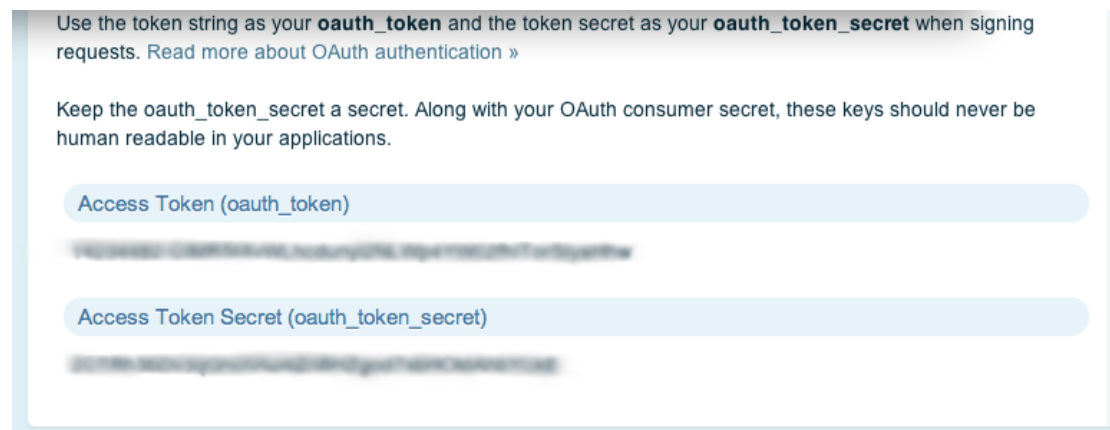 Use the token string as your oauth_token and the token secret as your oauth_token_secret when signing
requests. Read more about OAuth authentication »
Keep the oauth_token_secret a secret. Along with your OAuth consumer secret, these keys should never be
human readable in your applications.
Access Token (oauth_token)
Access Token Secret (oauth_token_secret)